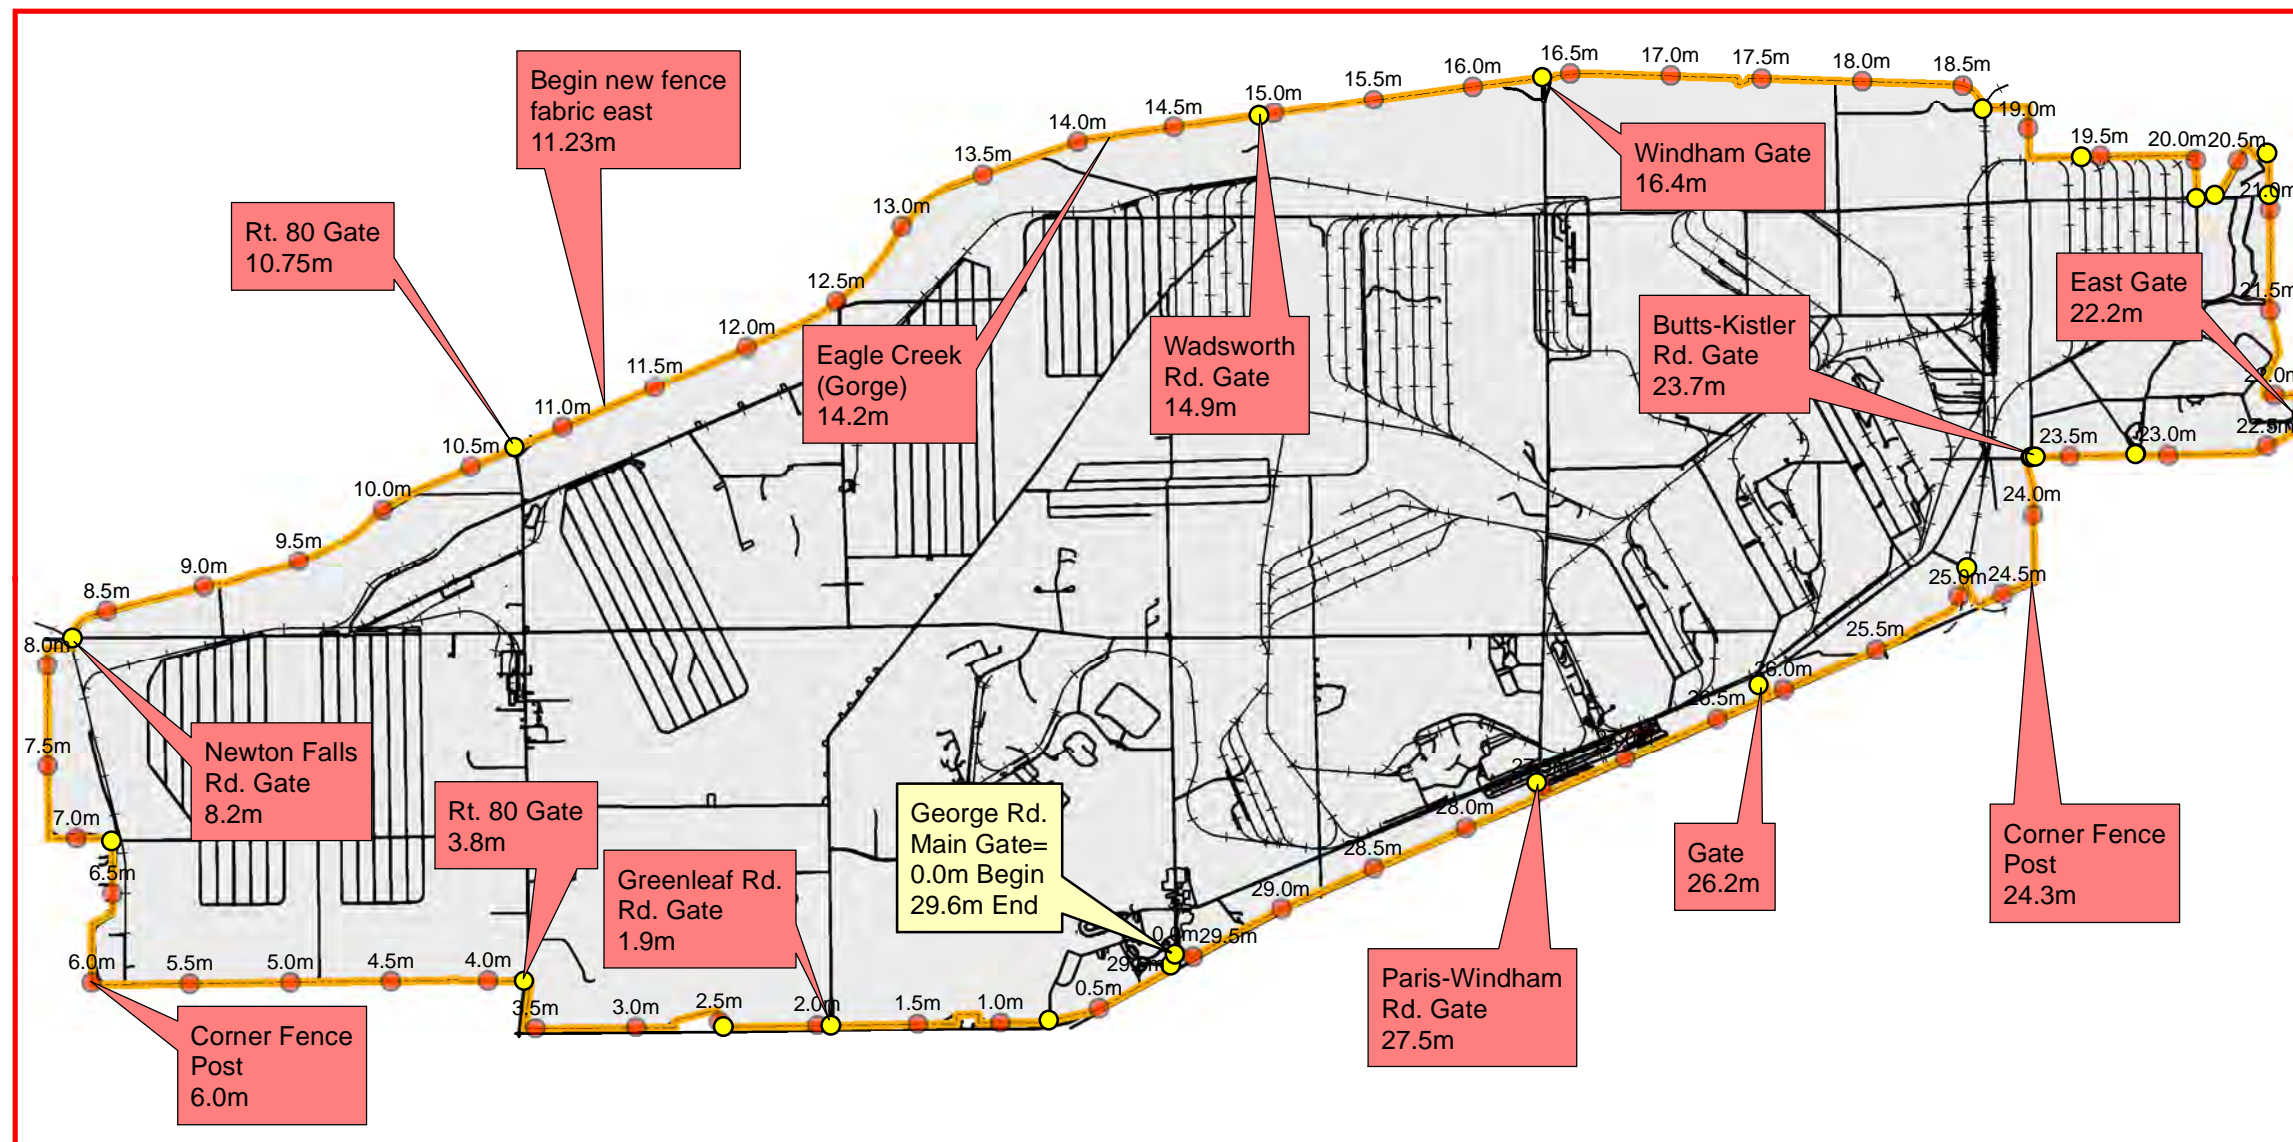 Begin new fence
fabric east
11.23m
Rt. 80 Gate
10.75m
Windham Gate
16.4m
East Gate
22.2m
Butts-Kistler
Rd. Gate
23.7m
Eagle Creek
(Gorge)
14.2m
Wadsworth
Rd. Gate
14.9m
Newton Falls
Rd. Gate
8.2m
Rt. 80 Gate
3.8m
Greenleaf Rd.
Rd. Gate
1.9m
George Rd.
Main Gate=
0.0m Begin
29.6m End
Gate
26.2m
Corner Fence
Post
24.3m
Paris-Windham
Rd. Gate
27.5m
Corner Fence
Post
6.0m
0.0m
0.5m
1.0m
1.5m
2.0m
2.5m
3.0m
3.5m
4.0m
4.5m
5.0m
5.5m
6.0m
6.5m
7.0m
7.5m
8.0m
8.5m
9.0m
9.5m
10.0m
10.5m
11.0m
11.5m
12.0m
12.5m
13.0m
13.5m
14.0m
14.5m
15.0m
15.5m
16.0m
16.5m
17.0m
17.5m
18.0m
18.5m
19.0m
19.5m
20.0m
20.5m
21.0m
21.5m
22.0m
22.5m
23.0m
23.5m
24.0m
24.5m
25.0m
25.5m
26.0m
26.5m
28.0m
28.5m
29.0m
29.5m